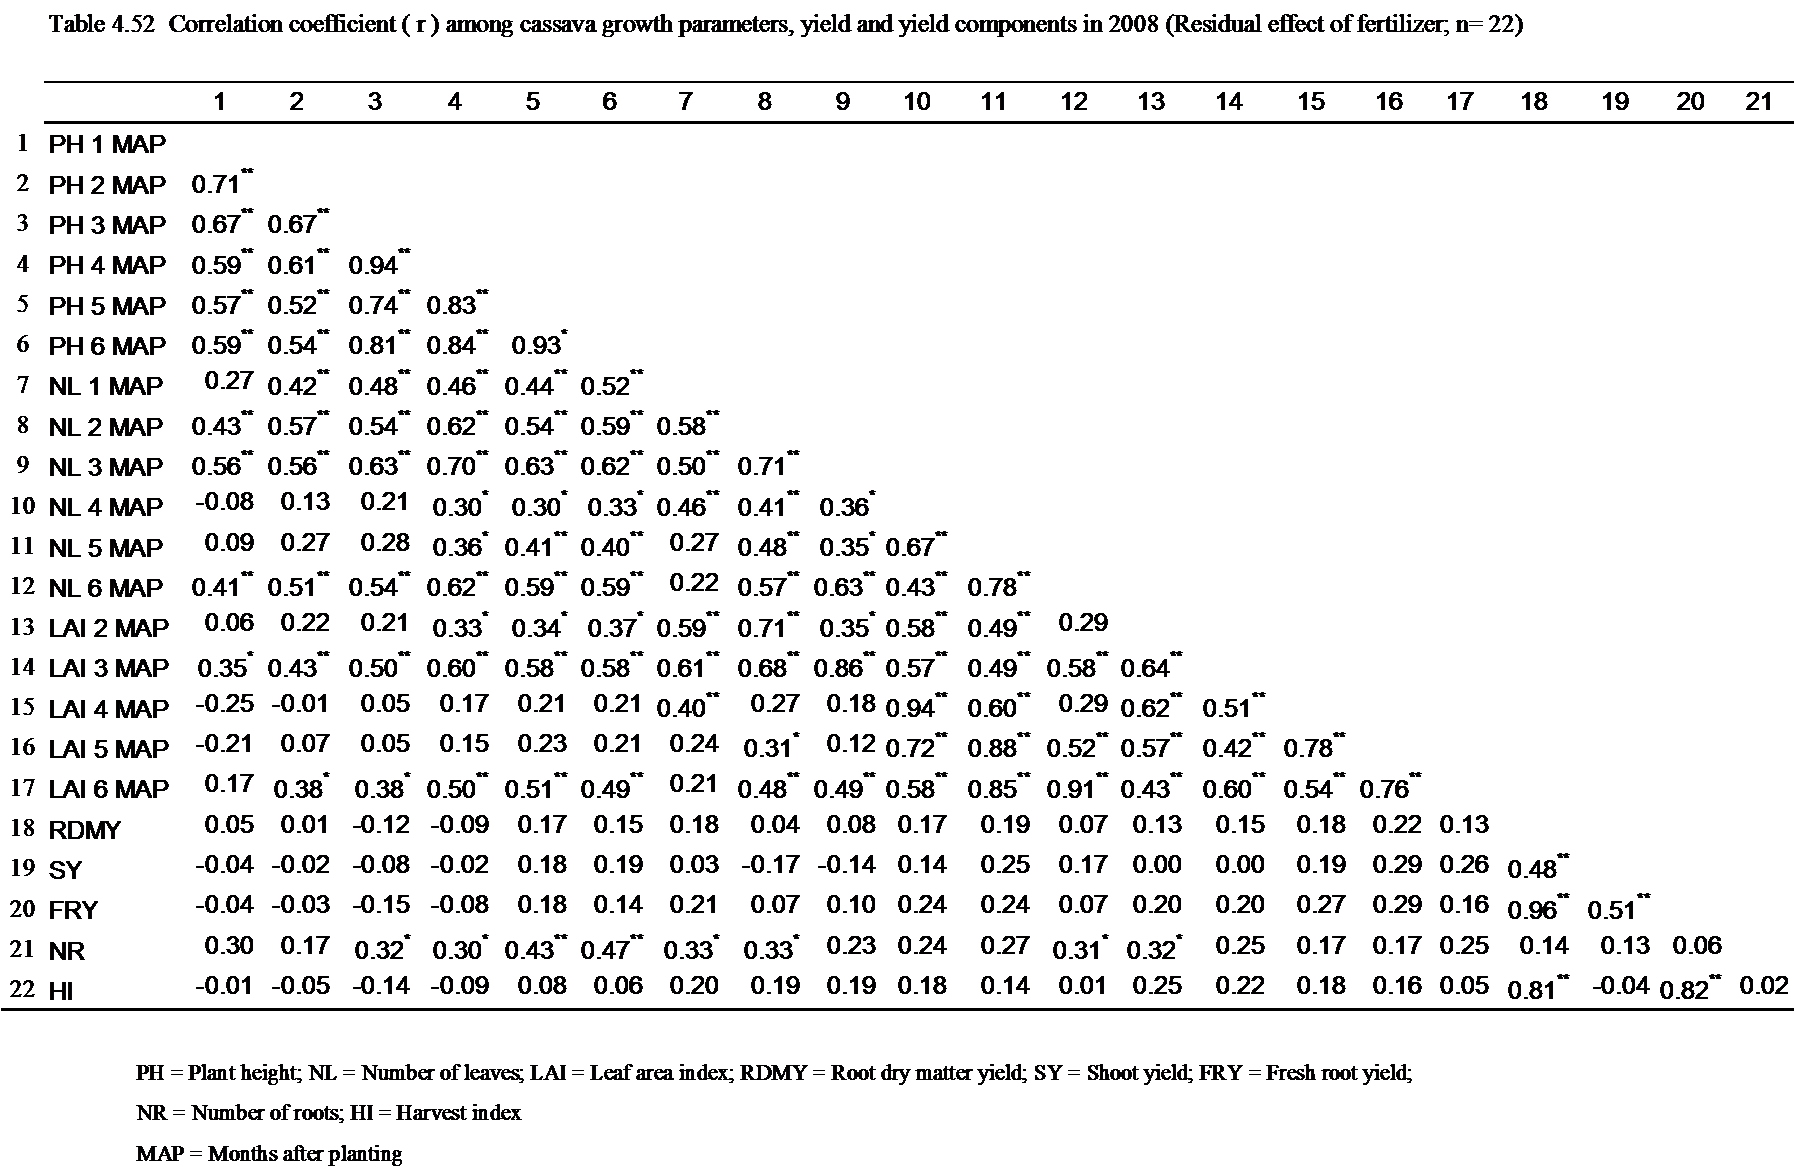 Table 4.52 Correlation coefficient ( r ) among cassava growth parameters, yield and yield components in 2008 (Residual effect of fertilizer; n= 22)
1 2 3 4 5 6 7 8 9 10 11 12 13 14 15 16 17 18 19 20 21
1 PH 1 MAP
2 PH 2 MAP 0.71**
3 PH 3 MAP 0.67** 0.67**
4 PH 4 MAP 0.59** 0.61** 0.94**
5 PH 5 MAP 0.57** 0.52** 0.74** 0.83**
6 PH 6 MAP 0.59** 0.54** 0.81** 0.84** 0.93*
7 NL 1 MAP 0.27 0.42** 0.48** 0.46** 0.44** 0.52**
8 NL 2 MAP 0.43** 0.57** 0.54** 0.62** 0.54** 0.59** 0.58**
9 NL 3 MAP 0.56** 0.56** 0.63** 0.70** 0.63** 0.62** 0.50** 0.71**
10 NL 4 MAP -0.08 0.13 0.21 0.30* 0.30* 0.33* 0.46** 0.41** 0.36*
11 NL 5 MAP 0.09 0.27 0.28 0.36* 0.41** 0.40** 0.27 0.48** 0.35* 0.67**
12 NL 6 MAP 0.41** 0.51** 0.54** 0.62** 0.59** 0.59** 0.22 0.57** 0.63** 0.43** 0.78**
13 LAI 2 MAP 0.06 0.22 0.21 0.33* 0.34* 0.37* 0.59** 0.71** 0.35* 0.58** 0.49** 0.29
14 LAI 3 MAP 0.35* 0.43** 0.50** 0.60** 0.58** 0.58** 0.61** 0.68** 0.86** 0.57** 0.49** 0.58** 0.64**
15 LAI 4 MAP -0.25 -0.01 0.05 0.17 0.21 0.21 0.40** 0.27 0.18 0.94** 0.60** 0.29 0.62** 0.51**
16 LAI 5 MAP -0.21 0.07 0.05 0.15 0.23 0.21 0.24 0.31* 0.12 0.72** 0.88** 0.52** 0.57** 0.42** 0.78**
17 LAI 6 MAP 0.17 0.38* 0.38* 0.50** 0.51** 0.49** 0.21 0.48** 0.49** 0.58** 0.85** 0.91** 0.43** 0.60** 0.54** 0.76**
18 RDMY 0.05 0.01 -0.12 -0.09 0.17 0.15 0.18 0.04 0.08 0.17 0.19 0.07 0.13 0.15 0.18 0.22 0.13
19 SY -0.04 -0.02 -0.08 -0.02 0.18 0.19 0.03 -0.17 -0.14 0.14 0.25 0.17 0.00 0.00 0.19 0.29 0.26 0.48**
20 FRY -0.04 -0.03 -0.15 -0.08 0.18 0.14 0.21 0.07 0.10 0.24 0.24 0.07 0.20 0.20 0.27 0.29 0.16 0.96** 0.51**
21 NR 0.30 0.17 0.32* 0.30* 0.43** 0.47** 0.33* 0.33* 0.23 0.24 0.27 0.31* 0.32* 0.25 0.17 0.17 0.25 0.14 0.13 0.06
22 HI -0.01 -0.05 -0.14 -0.09 0.08 0.06 0.20 0.19 0.19 0.18 0.14 0.01 0.25 0.22 0.18 0.16 0.05 0.81** -0.04 0.82** 0.02
PH = Plant height; NL = Number of leaves; LAI = Leaf area index; RDMY = Root dry matter yield; SY = Shoot yield; FRY = Fresh root yield;
NR = Number of roots; HI = Harvest index
MAP = Months after planting